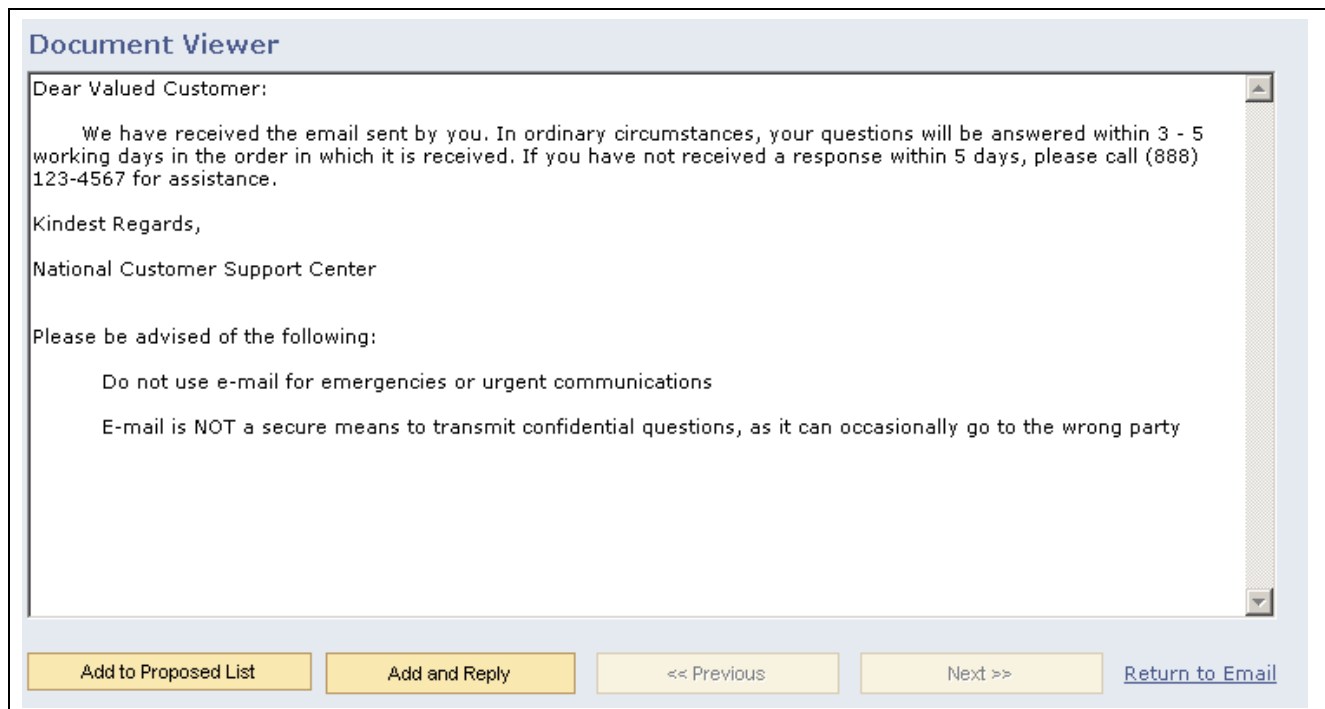 Document Viewer
Dear Valued Customer:
We have received the email sent by you. In ordinary circumstances, your questions will be answered within 3 - 5
working days in the order in which it is received. If you have not received a response within 5 days, please call (888)
123-4567 for assistance.
Kindest Regards,
National Customer Support Center
Please be advised of the following:
Do not use e-mail for emergencies or urgent communications
E-mail is NOT a secure means to transmit confidential questions, as it can occasionally go to the wrong party
Add to Proposed List Add and Reply << Previous Next >> Return to Email